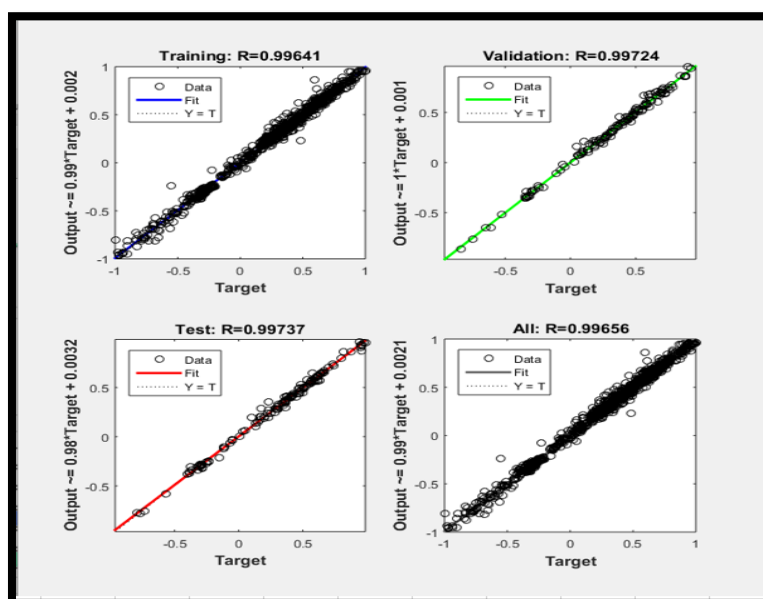 Training: R=0.99641
Output ~= 0.99*Target + 0.002
1
0.5
0
-0.5
-1
Data
Fit
Y = T
-1
-0.5
0
0.5
1
Target
Validation: R=0.99724
Output ~= 1*Target + 0.001
0.5
0
-0.5
Data
Fit
Y = T
-0.5
0
0.5
Target
Test: R=0.99737
Output ~= 0.98*Target + 0.0032
0.5
0
-0.5
Data
Fit
Y = T
-0.5
0
0.5
Target
All: R=0.99656
Output ~= 0.99*Target + 0.0021
1
0.5
0
-0.5
-1
Data
Fit
Y = T
-1
-0.5
0
0.5
1
Target